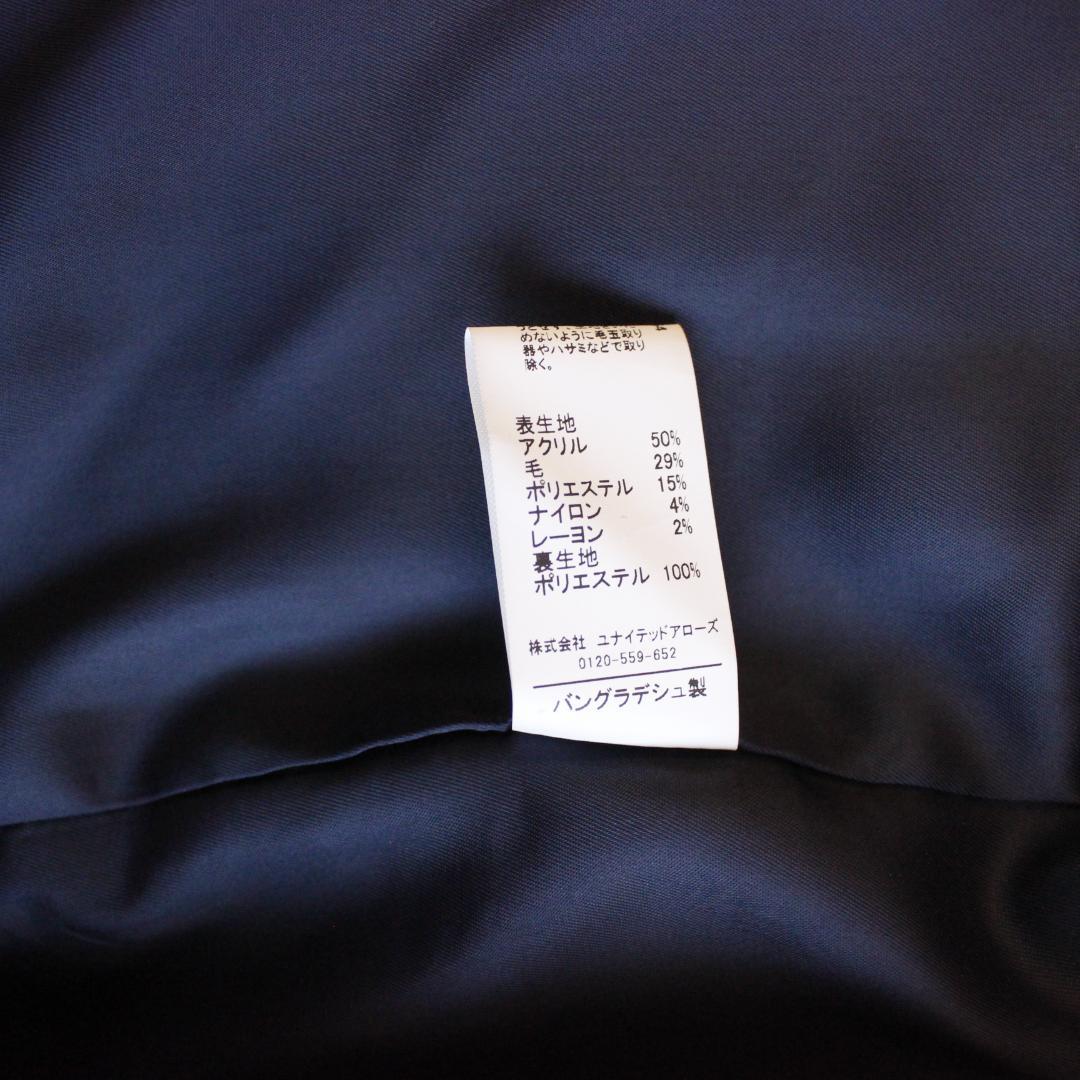 めないように毛玉取り
器やハサミなどで取り
除く。
表生地
アクリル 50%
毛 29%
ポリエステル 15%
ナイロン 4%
レーヨン 2%
裏生地
ポリエステル 100%
株式会社 ユナイテッドアローズ
0120-559-652
バングラデシュ製